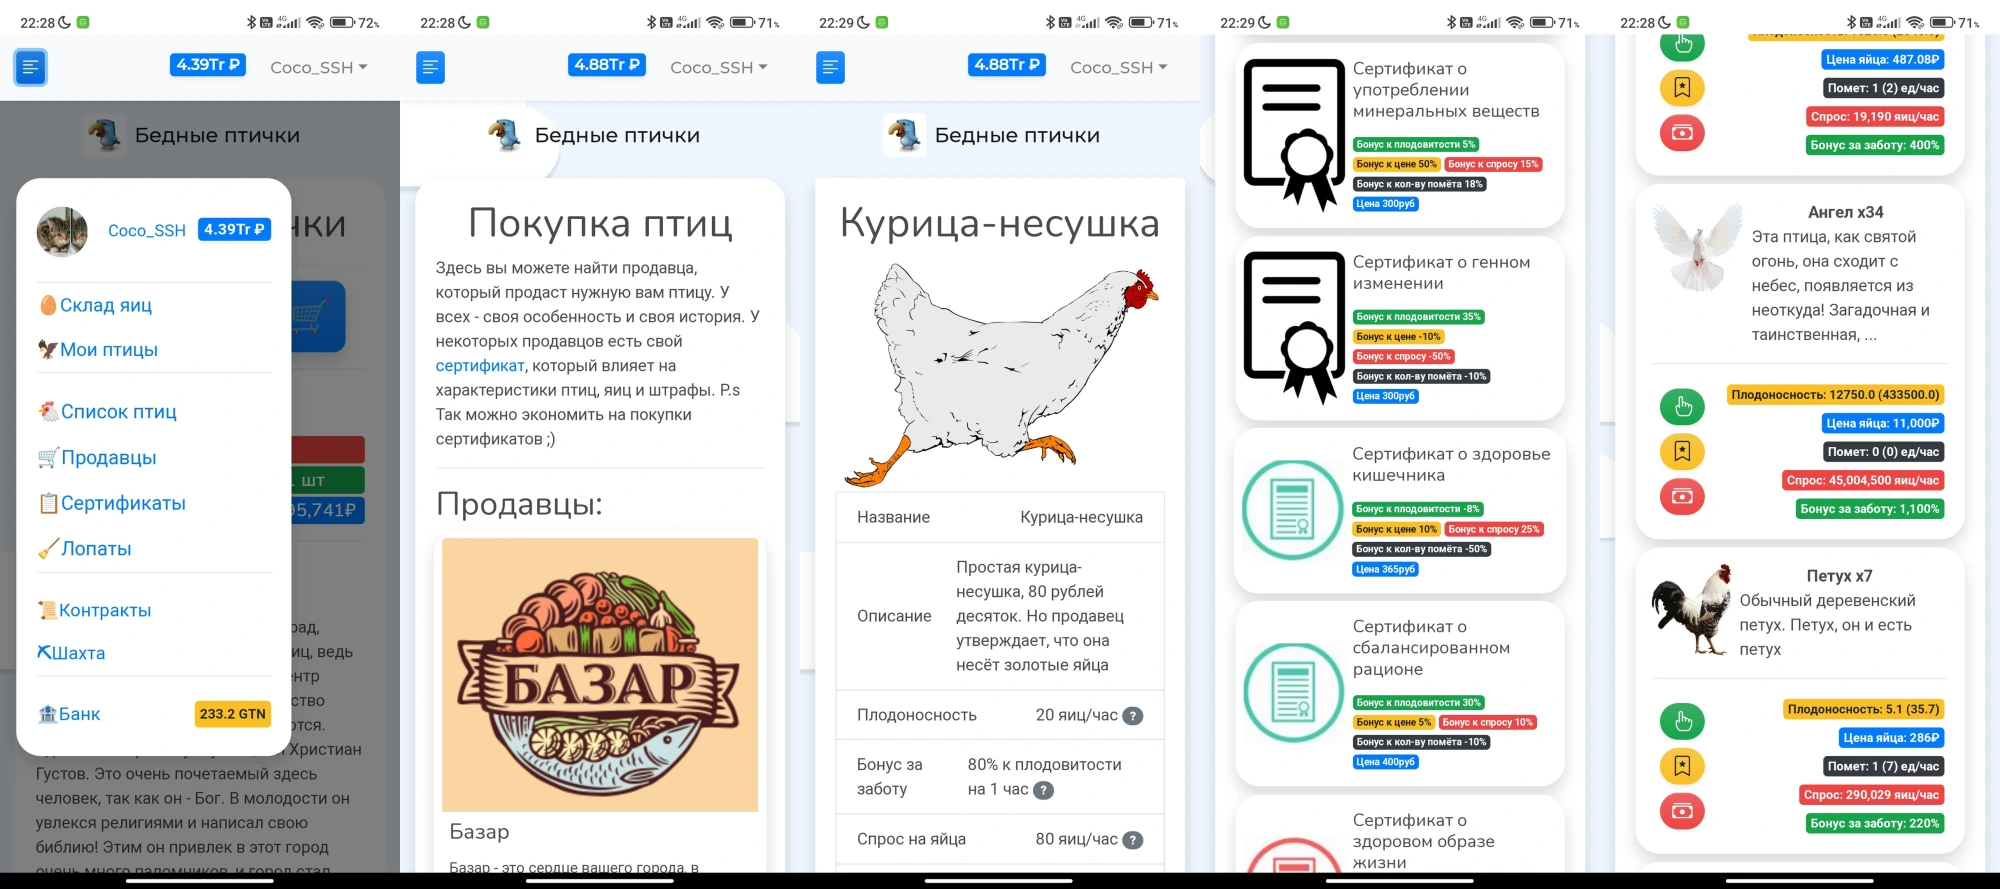 22:28
4G
72%
4.39Tr ₽
Coco_SSH
Бедные птички
чки
Coco_SSH
4.39Tr ₽
Склад яиц
Мои птицы
Список птиц
Продавцы
шт
95,741₽
Сертификаты
Лопаты
Контракты
рад,
иц, ведь
Шахта
нтр
ство
Банк
233.2 GTN
ются.
Христиан
Густов. Это очень почетаемый здесь
человек, так как он - Бог. В молодости он
увлекся религиями и написал свою
библию! Этим он привлек в этот город
очень много паломников, и город стал
22:28
4G
71%
4.88Tr ₽
Coco_SSH
Бедные птички
Покупка птиц
Здесь вы можете найти продавца,
который продаст нужную вам птицу. У
всех - своя особенность и своя история. У
некоторых продавцов есть свой
сертификат, который влияет на
характеристики птиц, яиц и штрафы. P.s
Так можно экономить на покупки
сертификатов ;)
Продавцы:
БАЗАР
Базар
Базар - это сердце вашего города, в
22:29
4G
71%
4.88Tr ₽
Coco_SSH
Бедные птички
Курица-несушка
Название
Курица-несушка
Описание
Простая курица-
несушка, 80 рублей
десяток. Но продавец
утверждает, что она
несёт золотые яйца
Плодоносность
20 яиц/час ?
Бонус за
заботу
80% к плодовитости
на 1 час ?
Спрос на яйца
80 яиц/час ?
22:29
4G
71%
Сертификат о
употреблении
минеральных веществ
Бонус к плодовитости 5%
Бонус к цене 50% Бонус к спросу 15%
Бонус к кол-ву помёта 18%
Цена 300руб
Сертификат о генном
изменении
Бонус к плодовитости 35%
Бонус к цене -10%
Бонус к спросу -50%
Бонус к кол-ву помёта -10%
Цена 300руб
Сертификат о здоровье
кишечника
Бонус к плодовитости -8%
Бонус к цене 10% Бонус к спросу 25%
Бонус к кол-ву помёта -50%
Цена 365руб
Сертификат о
сбалансированном
рационе
Бонус к плодовитости 30%
Бонус к цене 5% Бонус к спросу 10%
Бонус к кол-ву помёта -10%
Цена 400руб
Сертификат о
здоровом образе
жизни
22:28
4G
71%
Цена яйца: 487.08₽
Помет: 1 (2) ед/час
Спрос: 19,190 яиц/час
Бонус за заботу: 400%
Ангел x34
Эта птица, как святой
огонь, она сходит с
небес, появляется из
неоткуда! Загадочная и
таинственная, ...
Плодоносность: 12750.0 (433500.0)
Цена яйца: 11,000₽
Помет: 0 (0) ед/час
Спрос: 45,004,500 яиц/час
Бонус за заботу: 1,100%
Петух x7
Обычный деревенский
петух. Петух, он и есть
петух
Плодоносность: 5.1 (35.7)
Цена яйца: 286₽
Помет: 1 (7) ед/час
Спрос: 290,029 яиц/час
Бонус за заботу: 220%